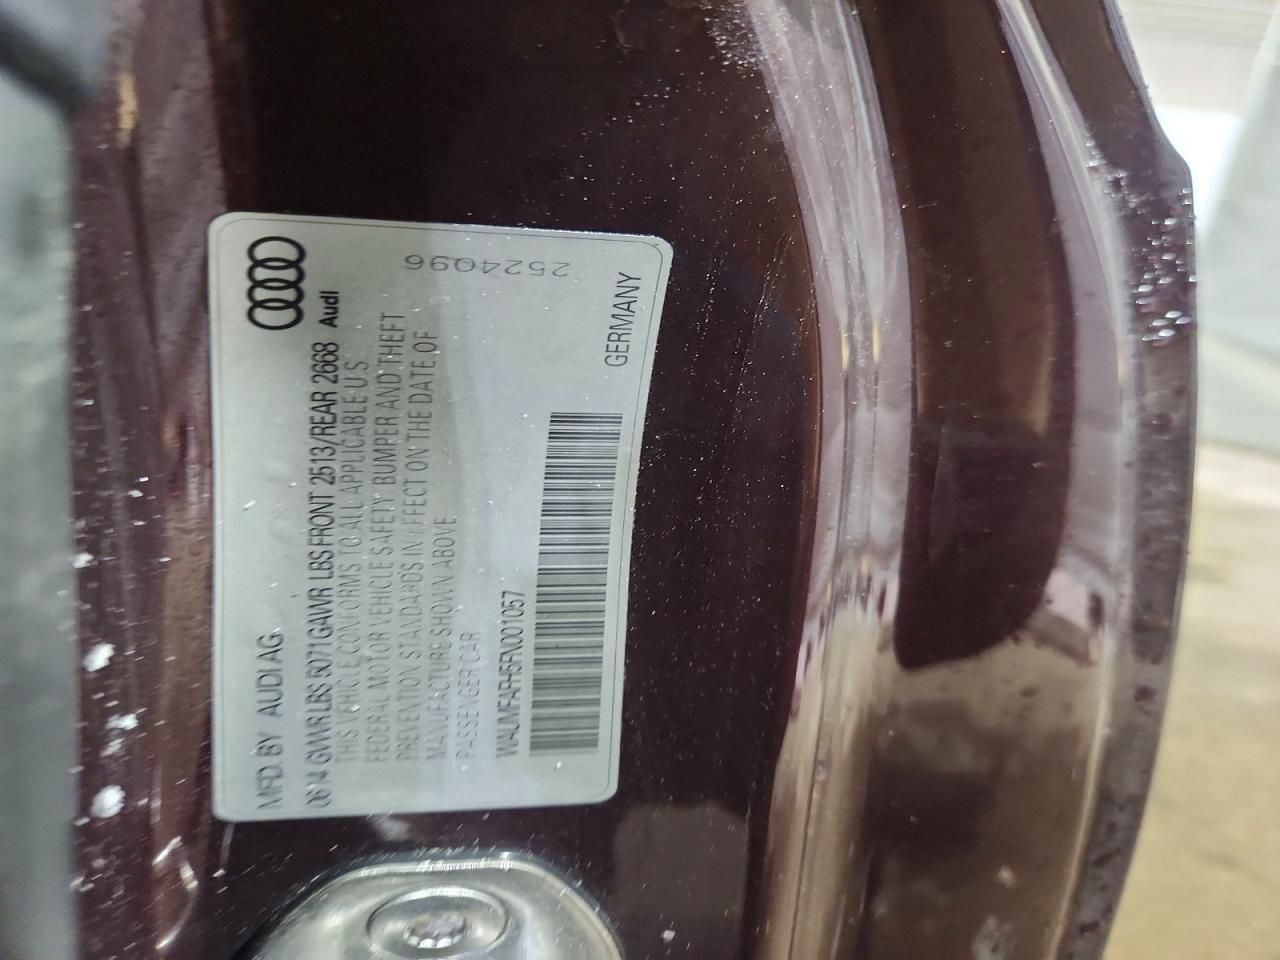 Audi
MFD. BY AUDI AG
06 14 GVWR LBS 5071 GAWR LBS FRONT 2513/REAR 2668
THIS VEHICLE CONFORMS TO ALL APPLICABLE U S
FEDERAL MOTOR VEHICLE SAFETY BUMPER AND THEFT
PREVENTION STANDARDS IN EFFECT ON THE DATE OF
MANUFACTURE SHOWN ABOVE
PASSENGER CAR
WAUMFAFH5FN001057
GERMANY
2524096